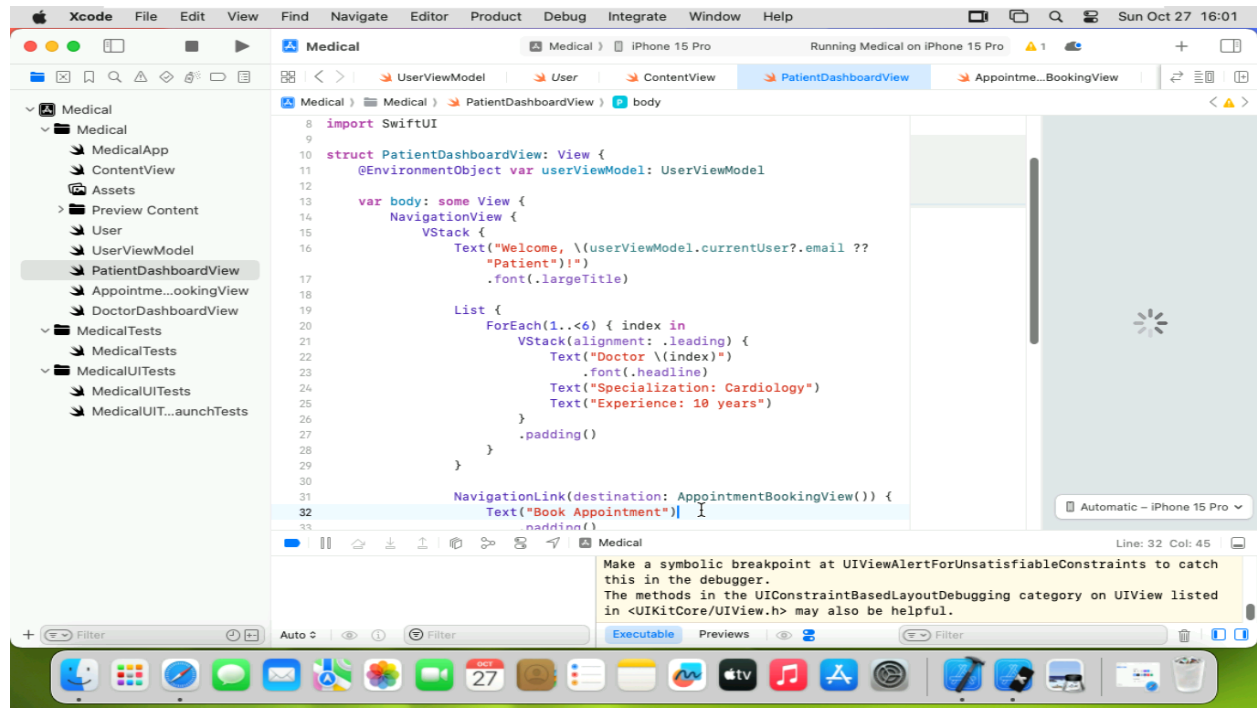 Xcode File Edit View Find Navigate Editor Product Debug Integrate Window Help Sun Oct 27 16:01
Medical Medical iPhone 15 Pro Running Medical on iPhone 15 Pro 1
UserViewModel User ContentView PatientDashboardView Appointme...BookingView
Medical Medical PatientDashboardView P body
Medical
Medical
MedicalApp
ContentView
Assets
Preview Content
User
UserViewModel
PatientDashboardView
Appointme...ookingView
DoctorDashboardView
MedicalTests
MedicalTests
MedicalUITests
MedicalUITests
MedicalUIT...aunchTests
8 import SwiftUI
9
10 struct PatientDashboardView: View {
11 @EnvironmentObject var userViewModel: UserViewModel
12
13 var body: some View {
14 NavigationView {
15 VStack {
16 Text("Welcome, \(userViewModel.currentUser?.email ??
"Patient")!")
17 .font(.largeTitle)
18
19 List {
20 ForEach(1..<6) { index in
21 VStack(alignment: .leading) {
22 Text("Doctor \(index)")
23 .font(.headline)
24 Text("Specialization: Cardiology")
25 Text("Experience: 10 years")
26 }
27 .padding()
28 }
29 }
30
31 NavigationLink(destination: AppointmentBookingView()) {
32 Text("Book Appointment")
33 .padding()
Automatic – iPhone 15 Pro
Medical Line: 32 Col: 45
Make a symbolic breakpoint at UIViewAlertForUnsatisfiableConstraints to catch
this in the debugger.
The methods in the UIConstraintBasedLayoutDebugging category on UIView listed
in <UIKitCore/UIView.h> may also be helpful.
Filter Auto Filter Executable Previews Filter
OCT
27
tv